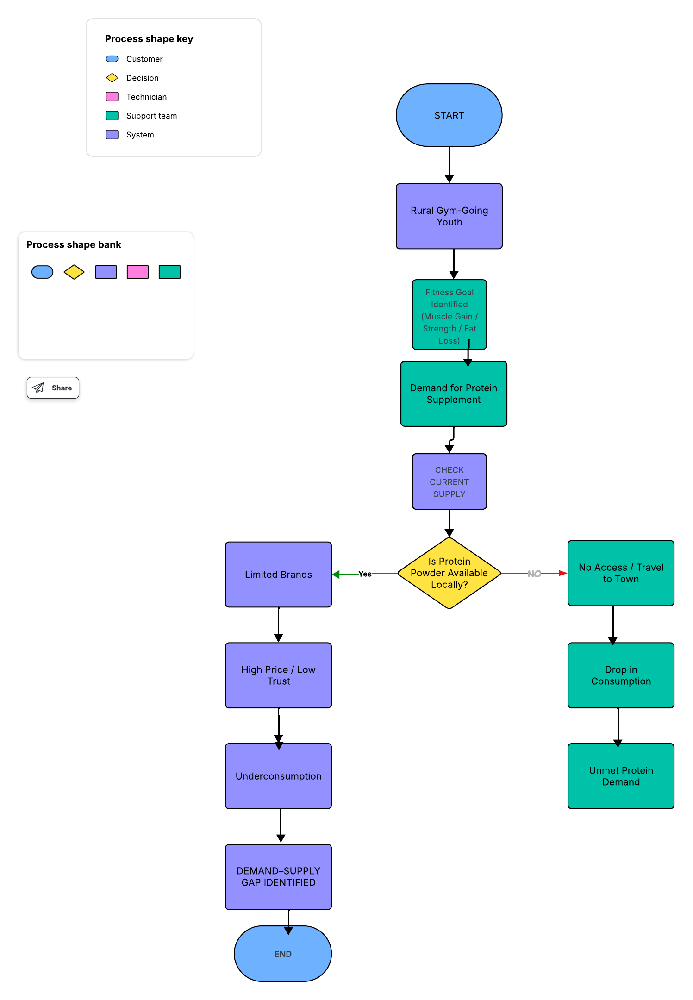 Process shape key
Customer
Decision
Technician
Support team
System
Process shape bank
Share
START
Rural Gym-Going
Youth
Fitness Goal
Identified
(Muscle Gain /
Strength / Fat
Loss)
Demand for Protein
Supplement
CHECK
CURRENT
SUPPLY
Is Protein
Powder Available
Locally?
Yes
NO
Limited Brands
High Price / Low
Trust
Underconsumption
DEMAND–SUPPLY
GAP IDENTIFIED
END
No Access / Travel
to Town
Drop in
Consumption
Unmet Protein
Demand